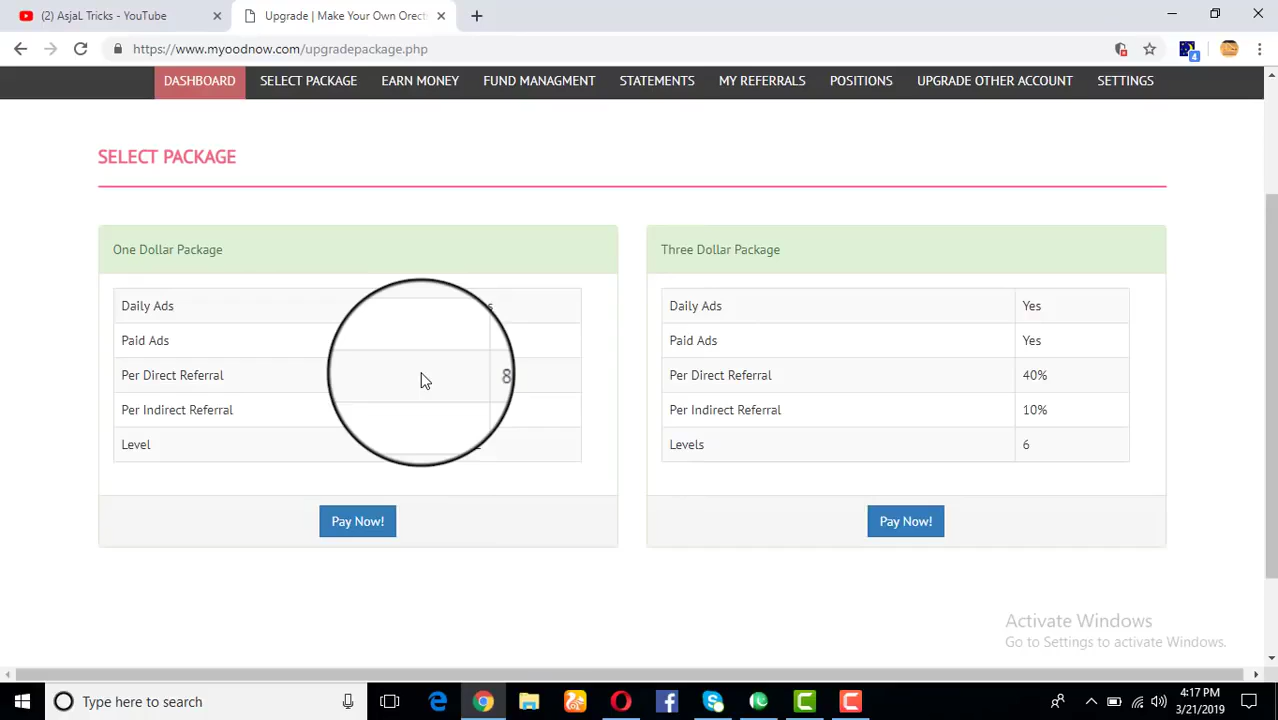 (2) AsjaL Tricks - YouTube
Upgrade | Make Your Own Orect
https://www.myoodnow.com/upgradepackage.php
4
DASHBOARD SELECT PACKAGE EARN MONEY FUND MANAGMENT STATEMENTS MY REFERRALS POSITIONS UPGRADE OTHER ACCOUNT SETTINGS
SELECT PACKAGE
One Dollar Package
Daily Ads
Paid Ads
Per Direct Referral 8
Per Indirect Referral
Level
Pay Now!
Three Dollar Package
Daily Ads Yes
Paid Ads Yes
Per Direct Referral 40%
Per Indirect Referral 10%
Levels 6
Pay Now!
Activate Windows
Go to Settings to activate Windows.
Type here to search
4:17 PM
3/21/2019